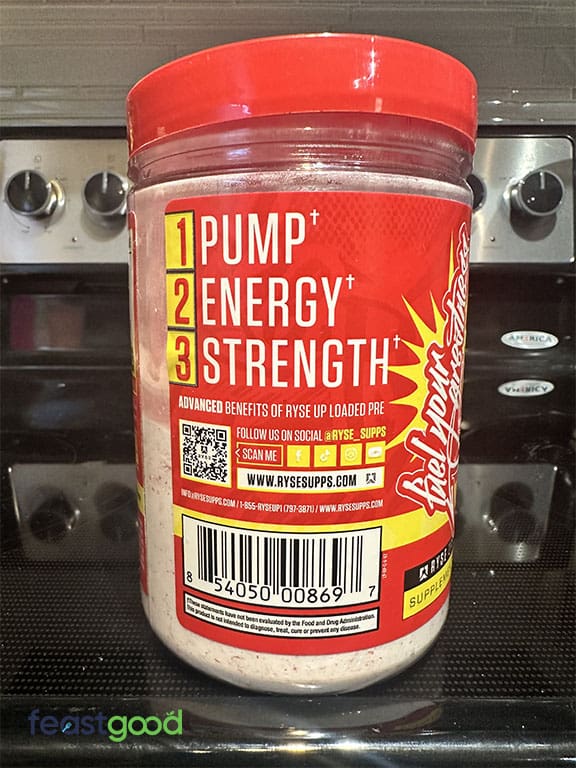 1 PUMP†
2 ENERGY†
3 STRENGTH†
ADVANCED BENEFITS OF RYSE UP LOADED PRE
FOLLOW US ON SOCIAL @RYSE_SUPPS
SCAN ME
WWW.RYSESUPPS.COM
INFO@RYSESUPPS.COM / 1-855-RYSEUP1 (797-3871) / WWW.RYSESUPPS.COM
8 54050 00869 7
†These statements have not been evaluated by the Food and Drug Administration.
This product is not intended to diagnose, treat, cure or prevent any disease.
fuel your
greatness
RYSE
SUPPLEM
AMERICA
feastgood